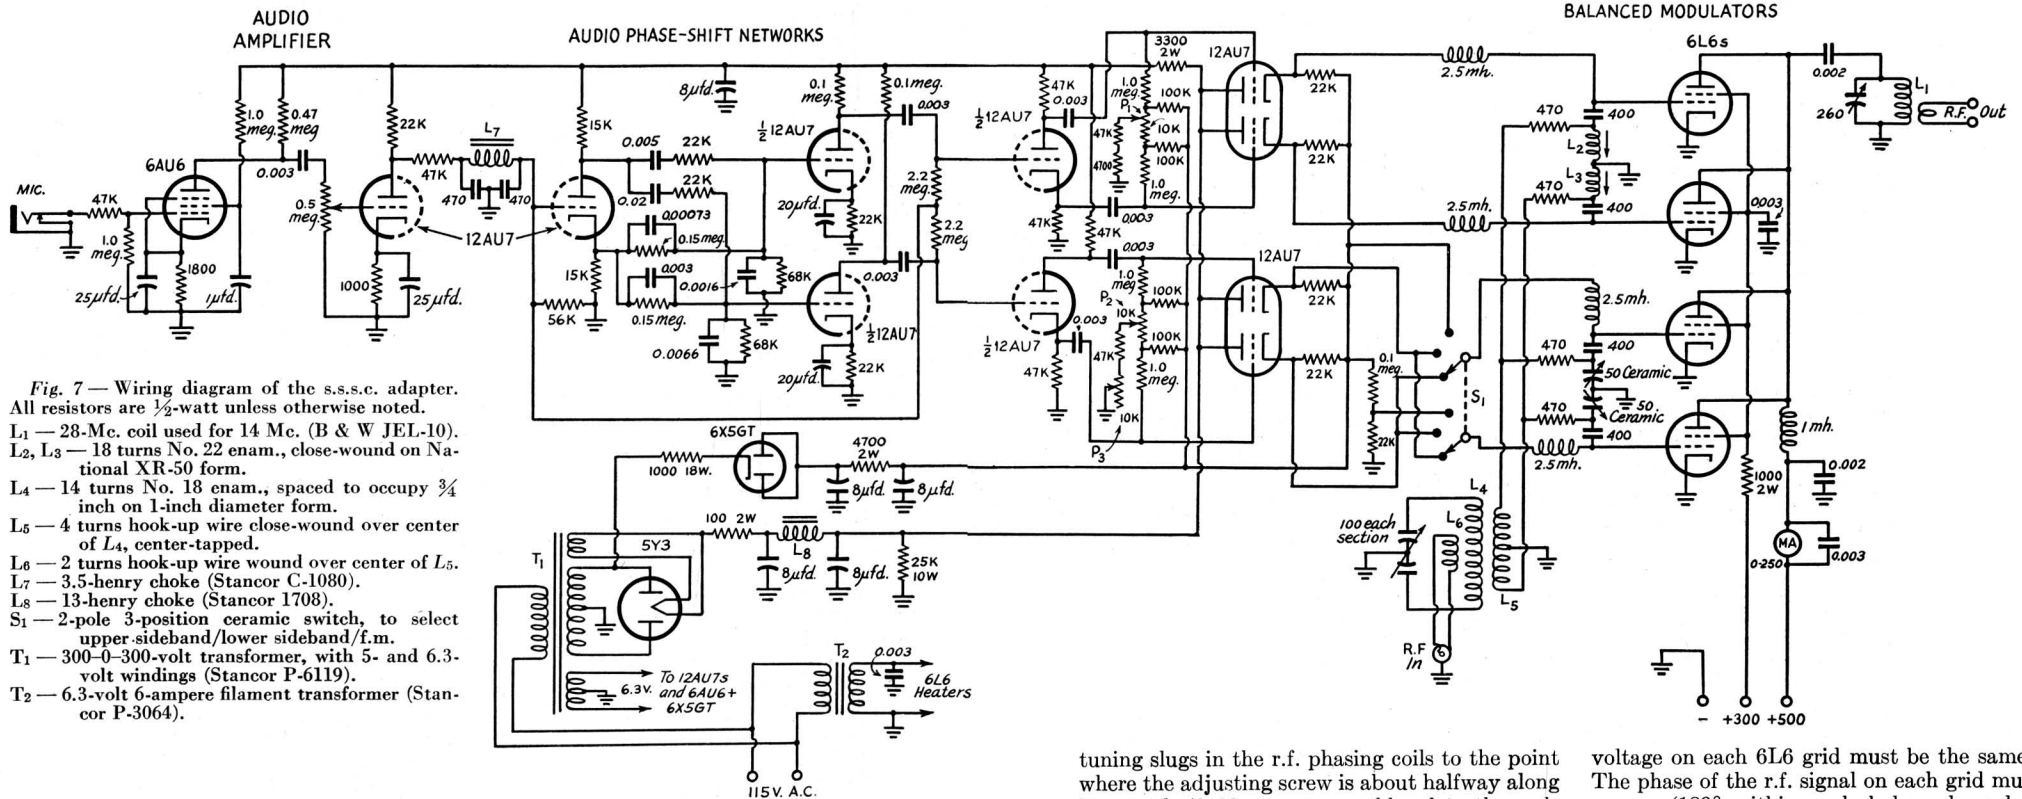 AUDIO
AMPLIFIER
AUDIO PHASE-SHIFT NETWORKS
BALANCED MODULATORS
MIC.
47K
1.0
meg.
6AU6
25μfd.
1800
1μfd.
1.0
meg.
0.47
meg
0.003
0.5
meg.
22K
1000
25μfd.
12AU7
47K
L7
470
470
15K
15K
56K
0.005
22K
0.02
22K
0.00073
0.15 meg.
0.003
0.15 meg.
0.0016
68K
0.0066
68K
8μfd.
0.1
meg.
½12AU7
20μfd.
22K
0.1 meg.
0.003
2.2
meg.
2.2
meg
0.003
½12AU7
20μfd.
22K
47K
0.003
½12AU7
47K
0.003
47K
½12AU7
0.003
47K
0.003
3300
2W
1.0
meg.
P1
100K
10K
47K
4700
100K
1.0
meg.
12AU7
22K
22K
1.0
meg
P2
100K
10K
100K
47K
1.0
meg.
10K
P3
12AU7
22K
22K
0.1
meg.
22K
S1
2.5mh.
2.5mh.
2.5mh.
2.5mh.
6L6s
470
400
L2
L3
470
400
470
400
50 Ceramic
50
Ceramic
470
400
0.003
0.002
260
L1
R.F. Out
1mh.
0.002
1000
2W
MA
0-250
0.003
- +300 +500
100 each
section
L4
L6
L5
R.F
In
6X5GT
1000 18W.
4700
2W
8μfd.
8μfd.
100 2W
L8
8μfd.
8μfd.
25K
10W
5Y3
T1
6.3V.
To 12AU7s
and 6AU6+
6X5GT
T2
0.003
6L6
Heaters
115V. A.C.
Fig. 7 — Wiring diagram of the s.s.s.c. adapter.
All resistors are ½-watt unless otherwise noted.
L1 — 28-Mc. coil used for 14 Mc. (B & W JEL-10).
L2, L3 — 18 turns No. 22 enam., close-wound on Na-
tional XR-50 form.
L4 — 14 turns No. 18 enam., spaced to occupy ¾
inch on 1-inch diameter form.
L5 — 4 turns hook-up wire close-wound over center
of L4, center-tapped.
L6 — 2 turns hook-up wire wound over center of L5.
L7 — 3.5-henry choke (Stancor C-1080).
L8 — 13-henry choke (Stancor 1708).
S1 — 2-pole 3-position ceramic switch, to select
upper sideband/lower sideband/f.m.
T1 — 300-0-300-volt transformer, with 5- and 6.3-
volt windings (Stancor P-6119).
T2 — 6.3-volt 6-ampere filament transformer (Stan-
cor P-3064).
tuning slugs in the r.f. phasing coils to the point
where the adjusting screw is about halfway along
voltage on each 6L6 grid must be the same
The phase of the r.f. signal on each grid mu